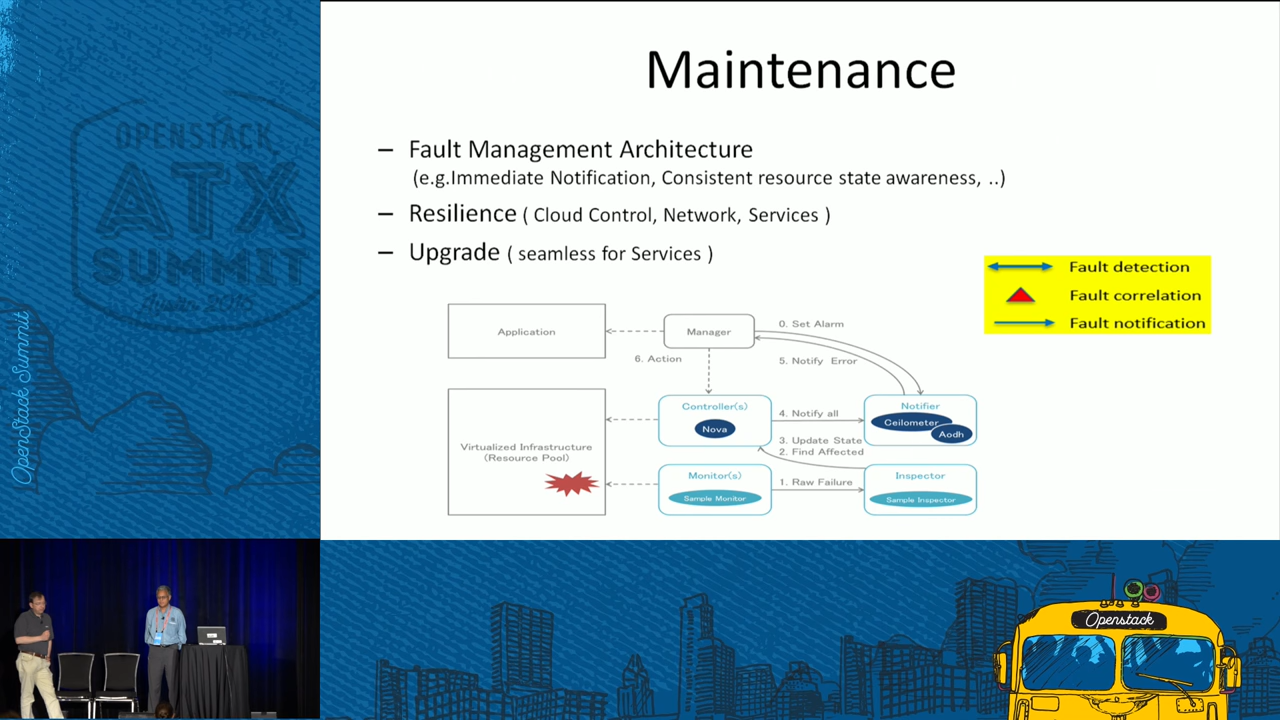 OPENSTACK
ATX
SUMMIT
Austin 2016
OpenStack Summit
Maintenance
– Fault Management Architecture
(e.g.Immediate Notification, Consistent resource state awareness, ..)
– Resilience ( Cloud Control, Network, Services )
– Upgrade ( seamless for Services )
Fault detection
Fault correlation
Fault notification
Application
Manager
0. Set Alarm
6. Action
5. Notify Error
Controller(s)
Nova
4. Notify all
Notifier
Ceilometer
Aodh
3. Update State
2. Find Affected
Virtualized Infrastructure
(Resource Pool)
Monitor(s)
Sample Monitor
1. Raw Failure
Inspector
Sample Inspector
Openstack